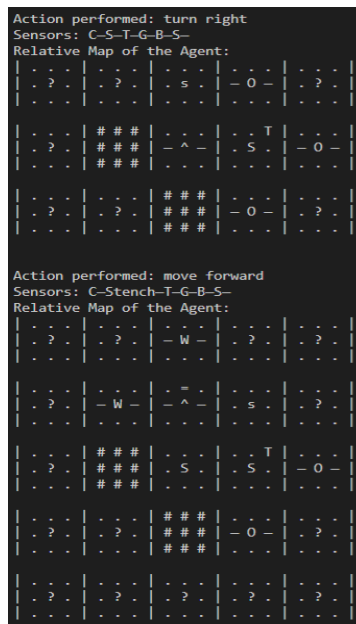 Action performed: turn right
Sensors: C—S—T—G—B—S—
Relative Map of the Agent:
| . . . | . . . | . . . | . . . | . . . |
| . ? . | . ? . | . s . | — O — | . ? . |
| . . . | . . . | . . . | . . . | . . . |
| . . . | # # # | . . . | . . T | . . . |
| . ? . | # # # | — ^ — | . S . | — O — |
| . . . | # # # | . . . | . . . | . . . |
| . . . | . . . | # # # | . . . | . . . |
| . ? . | . ? . | # # # | — O — | . ? . |
| . . . | . . . | # # # | . . . | . . . |
Action performed: move forward
Sensors: C—Stench—T—G—B—S—
Relative Map of the Agent:
| . . . | . . . | . . . | . . . | . . . |
| . ? . | . ? . | — W — | . ? . | . ? . |
| . . . | . . . | . . . | . . . | . . . |
| . . . | . . . | . = . | . . . | . . . |
| . ? . | — W — | — ^ — | . s . | . ? . |
| . . . | . . . | . . . | . . . | . . . |
| . . . | # # # | . . . | . . T | . . . |
| . ? . | # # # | . S . | . S . | — O — |
| . . . | # # # | . . . | . . . | . . . |
| . . . | . . . | # # # | . . . | . . . |
| . ? . | . ? . | # # # | — O — | . ? . |
| . . . | . . . | # # # | . . . | . . . |
| . . . | . . . | . . . | . . . | . . . |
| . ? . | . ? . | . ? . | . ? . | . ? . |
| . . . | . . . | . . . | . . . | . . . |